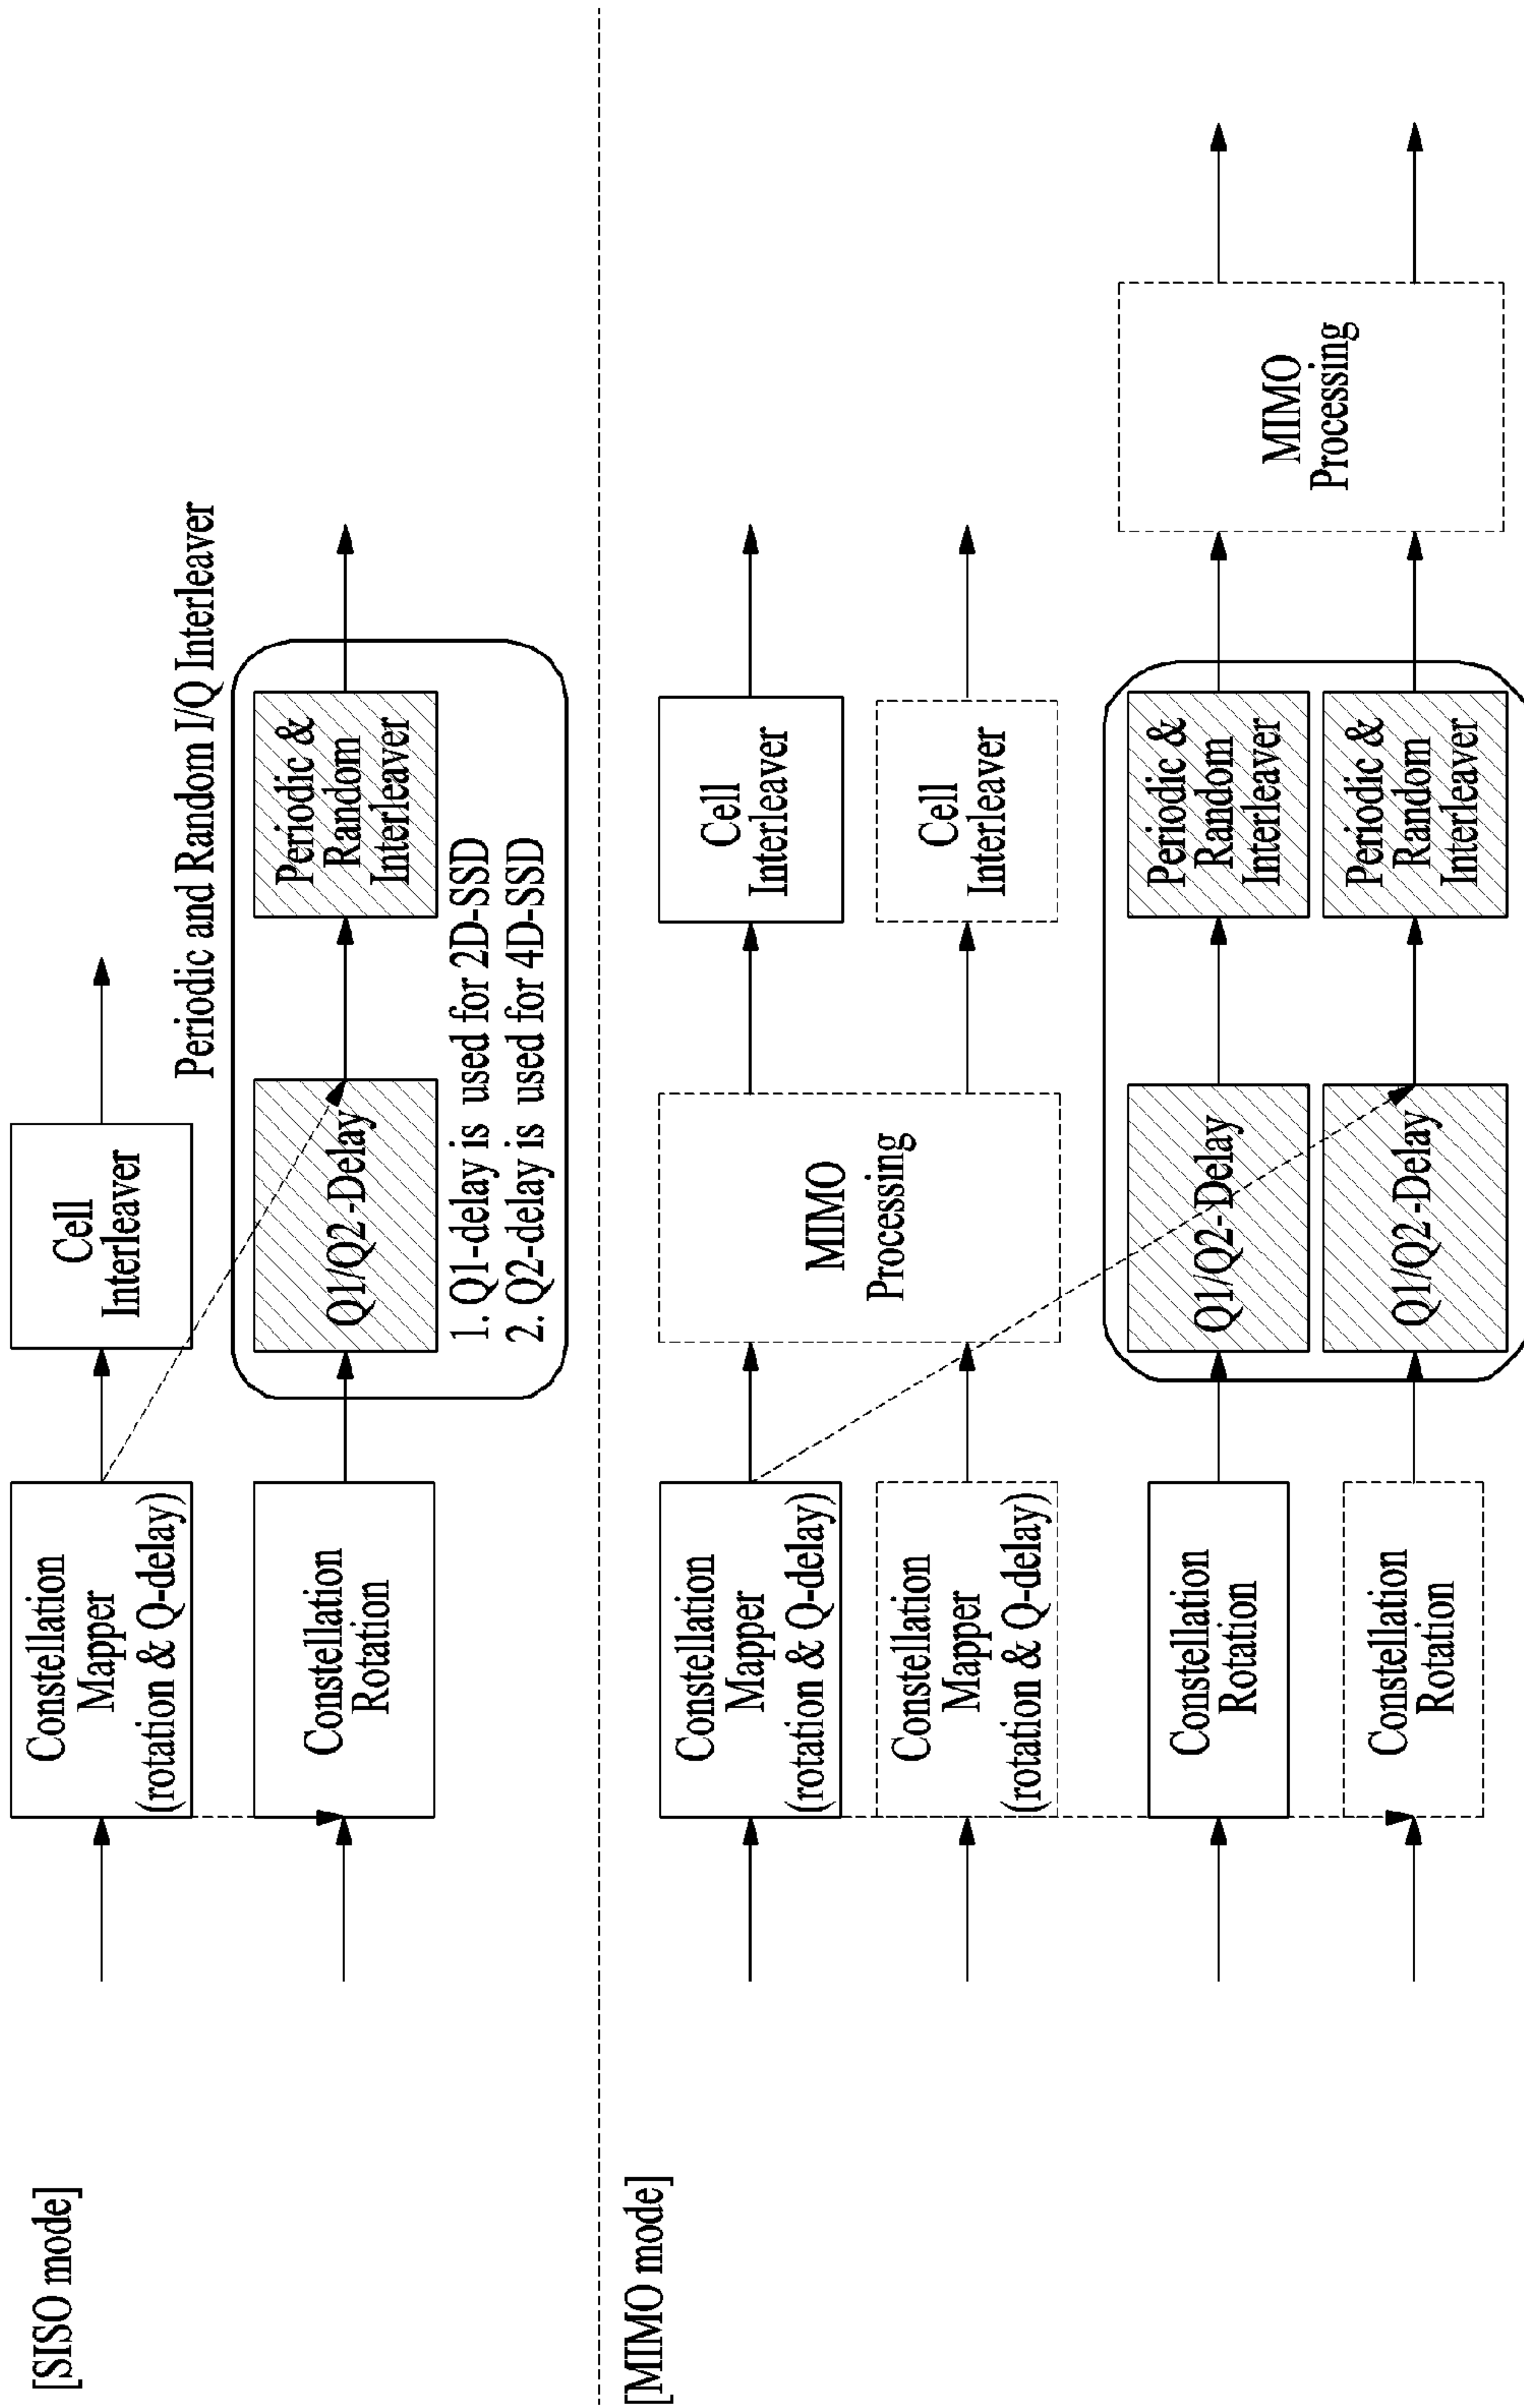 [SISO mode]
Constellation
Mapper
(rotation & Q-delay)
Cell
Interleaver
Periodic and Random I/Q Interleaver
Constellation
Rotation
Q1/Q2-Delay
Periodic &
Random
Interleaver
1. Q1-delay is used for 2D-SSD
2. Q2-delay is used for 4D-SSD
[MIMO mode]
Constellation
Mapper
(rotation & Q-delay)
MIMO
Processing
Cell
Interleaver
Constellation
Mapper
(rotation & Q-delay)
Cell
Interleaver
Constellation
Rotation
Q1/Q2-Delay
Periodic &
Random
Interleaver
MIMO
Processing
Constellation
Rotation
Q1/Q2-Delay
Periodic &
Random
Interleaver